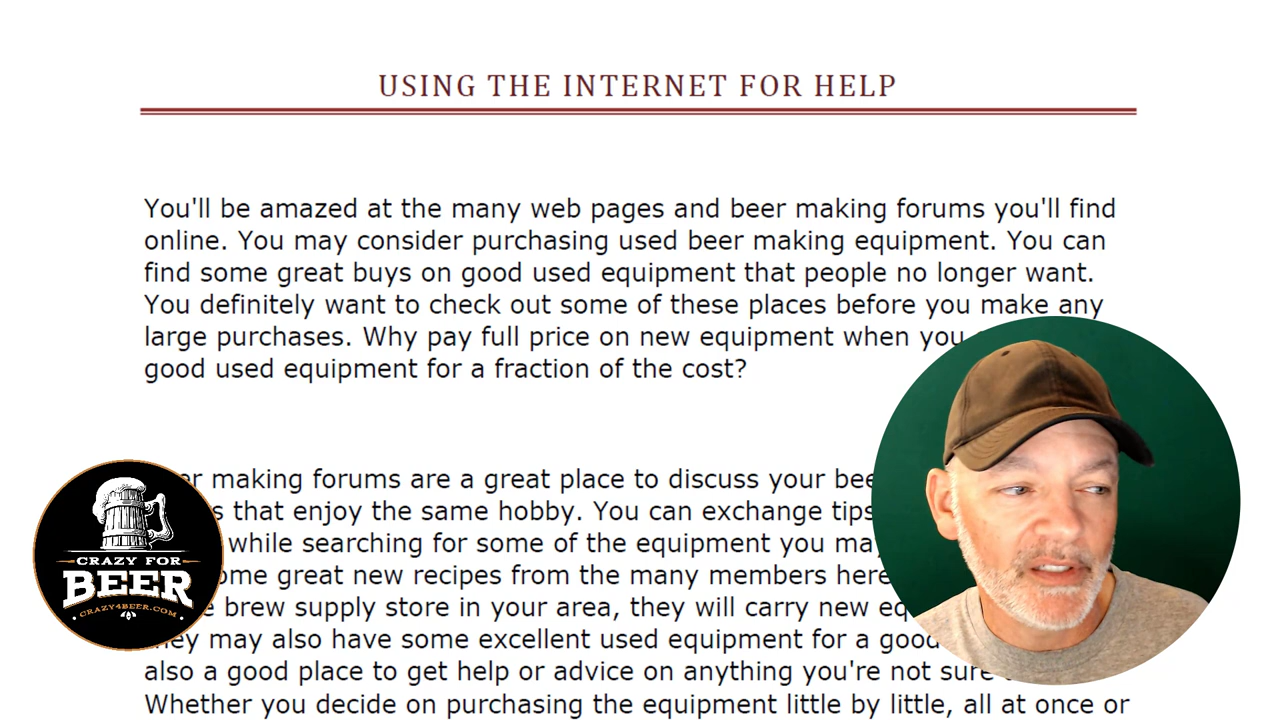 USING THE INTERNET FOR HELP
You'll be amazed at the many web pages and beer making forums you'll find
online. You may consider purchasing used beer making equipment. You can
find some great buys on good used equipment that people no longer want.
You definitely want to check out some of these places before you make any
large purchases. Why pay full price on new equipment when you
good used equipment for a fraction of the cost?
making forums are a great place to discuss your
that enjoy the same hobby. You can exchange tips
while searching for some of the equipment you
great new recipes from the many members here
brew supply store in your area, they will carry new
may also have some excellent used equipment for a good
also a good place to get help or advice on anything you're not sure
Whether you decide on purchasing the equipment little by little, all at once or
CRAZY FOR
BEER
CRAZY4BEER.COM